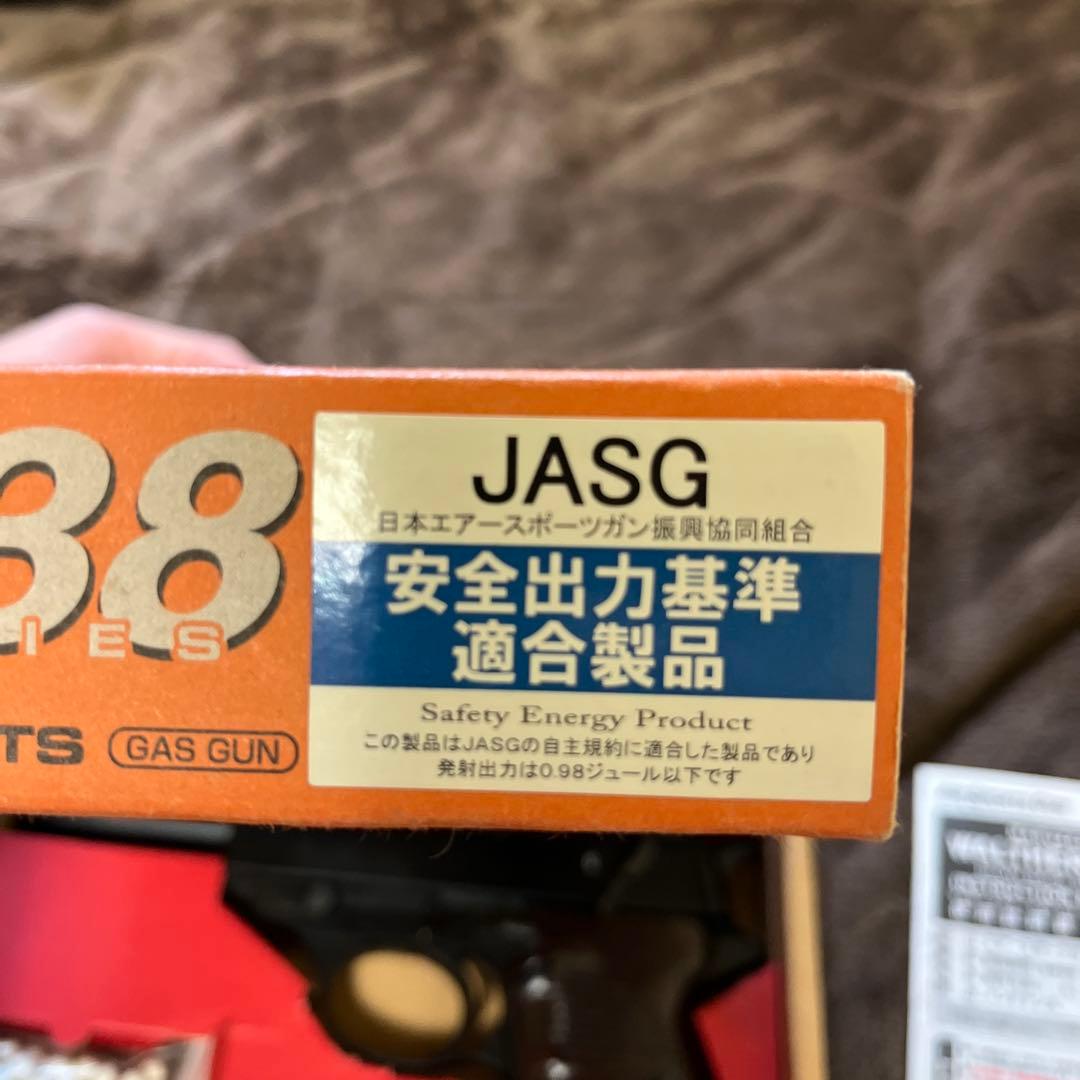 JASG
日本エアースポーツガン振興協同組合
安全出力基準
適合製品
Safety Energy Product
この製品はJASGの自主規約に適合した製品であり
発射出力は0.98ジュール以下です
38
IES
TS
GAS GUN